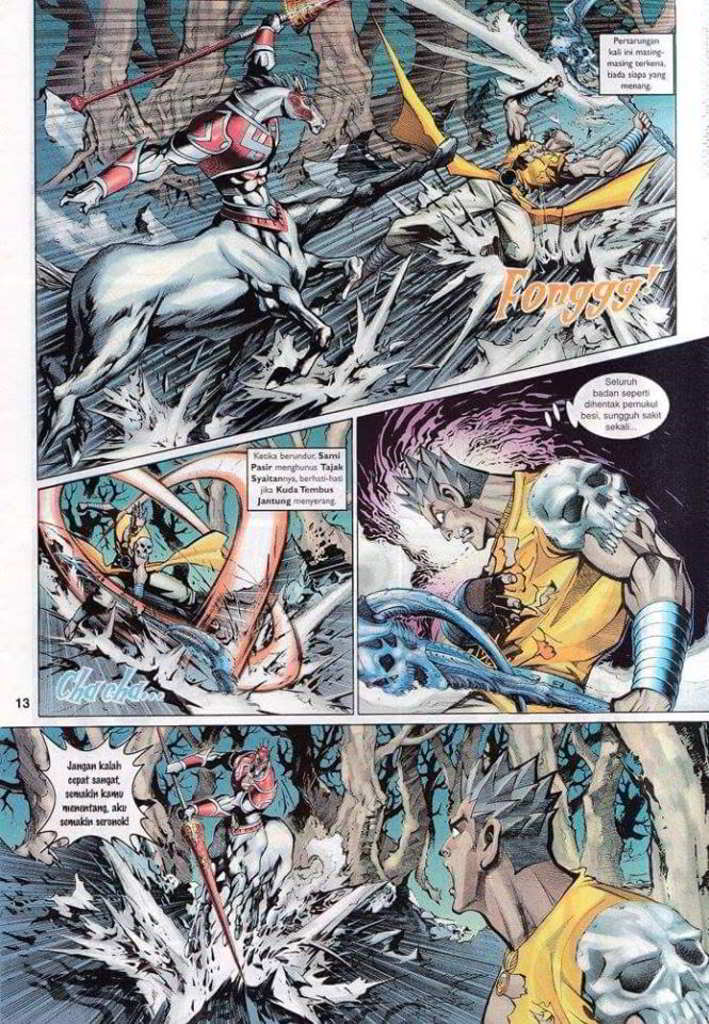 Pertarungan
kali ini masing-
masing terkena,
tiada siapa yang
menang.
Fonggg!
Seluruh
badan seperti
dihentak pemukul
besi, sungguh sakit
sekali...
Ketika berundur, Sami
Pasir menghunus Tajak
Syaitannya, berhati-hati
jika Kuda Tembus
Jantung menyerang.
Chacha...
13
Jangan kalah
cepat sangat,
semakin kamu
menentang, aku
semakin seronok!